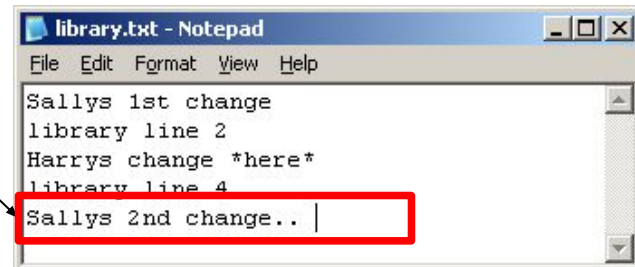 library.txt - Notepad
File Edit Format View Help
Sallys 1st change
library line 2
Harrys change *here*
library line 4
Sallys 2nd change..